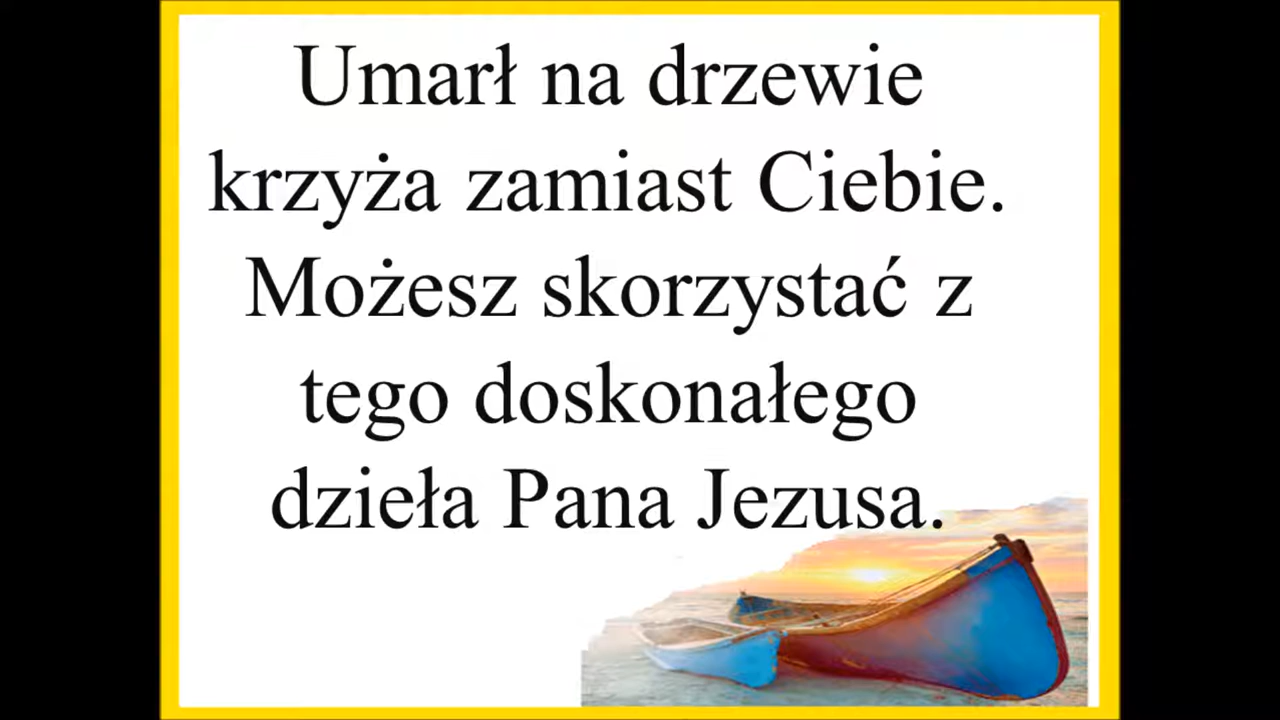 Umarł na drzewie
krzyża zamiast Ciebie.
Możesz skorzystać z
tego doskonałego
dzieła Pana Jezusa.